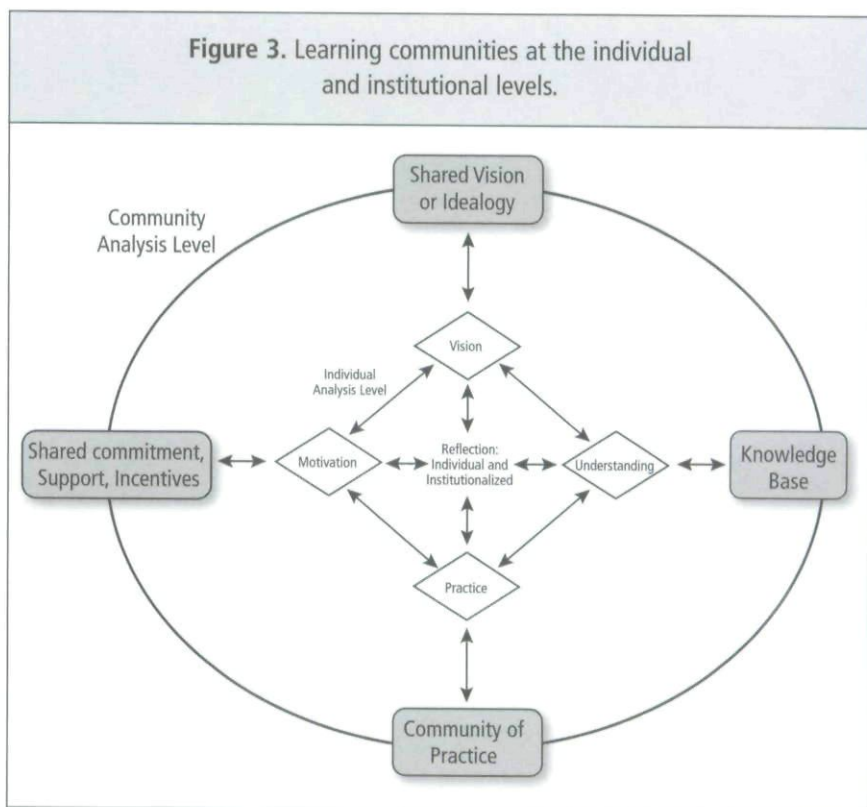 Figure 3. Learning communities at the individual
and institutional levels.
Shared Vision
or Idealogy
Community
Analysis Level
Vision
Individual
Analysis Level
Shared commitment,
Support, Incentives
Motivation
Reflection:
Individual and
Institutionalized
Understanding
Knowledge
Base
Practice
Community of
Practice